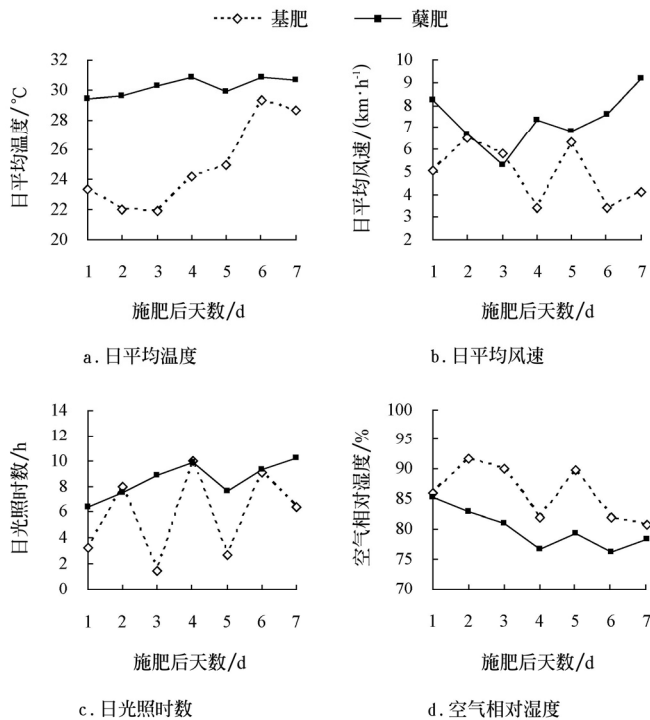 基肥 蘖肥
日平均温度/℃
32
30
28
26
24
22
20
1 2 3 4 5 6 7
施肥后天数/d
a.日平均温度
日平均风速/(km·h⁻¹)
10
9
8
7
6
5
4
3
2
1 2 3 4 5 6 7
施肥后天数/d
b.日平均风速
日光照时数/h
14
12
10
8
6
4
2
0
1 2 3 4 5 6 7
施肥后天数/d
c.日光照时数
空气相对湿度/%
100
95
90
85
80
75
70
1 2 3 4 5 6 7
施肥后天数/d
d.空气相对湿度